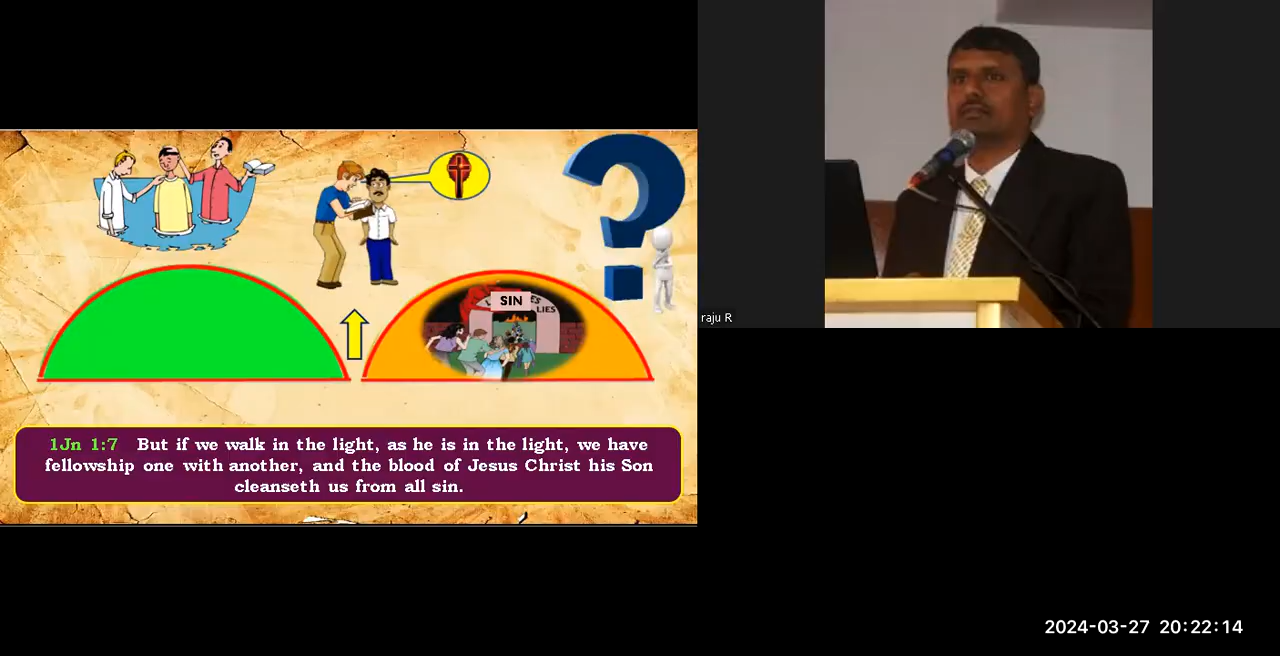 SIN
LIES
1Jn 1:7 But if we walk in the light, as he is in the light, we have
fellowship one with another, and the blood of Jesus Christ his Son
cleanseth us from all sin.
raju R
2024-03-27 20:22:14